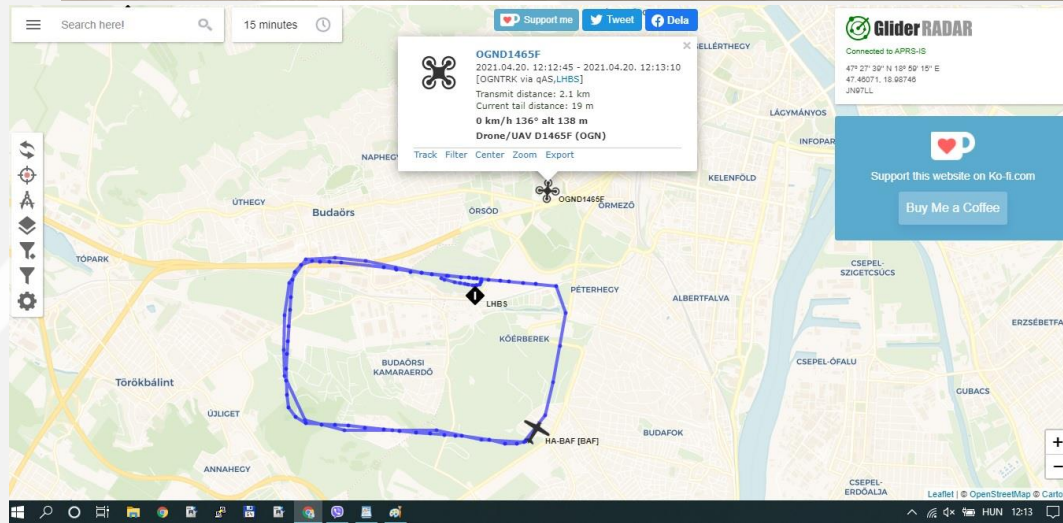 Search here!
15 minutes
Support me
Tweet
Dela
GliderRADAR
Connected to APRS-IS
47° 27' 39" N 18° 59' 15" E
47.46071, 18.98746
JN97LL
OGND1465F
2021.04.20. 12:12:45 - 2021.04.20. 12:13:10
[OGNTRK via qAS,LHBS]
Transmit distance: 2.1 km
Current tail distance: 19 m
0 km/h 136° alt 138 m
Drone/UAV D1465F (OGN)
Track Filter Center Zoom Export
ELLÉRTHEGY
LÁGYMÁNYOS
INFOPAR
Support this website on Ko-fi.com
Buy Me a Coffee
NAPHEGY
KELENFÖLD
OGND1465F
ŐRMEZŐ
ÚTHEGY
Budaörs
ÖRSÖD
TÓPARK
CSEPEL-
SZIGETCSÚCS
PÉTERHEGY
ALBERTFALVA
LHBS
ERZSÉBETFA
KŐÉRBEREK
BUDAÖRSI
KAMARAERDŐ
CSEPEL-ÓFALU
Törökbálint
GUBACS
ÚJLIGET
HA-BAF [BAF]
BUDAFOK
ANNAHEGY
CSEPEL-
ERDŐALJA
+
−
Leaflet | © OpenStreetMap © Carto
HUN 12:13